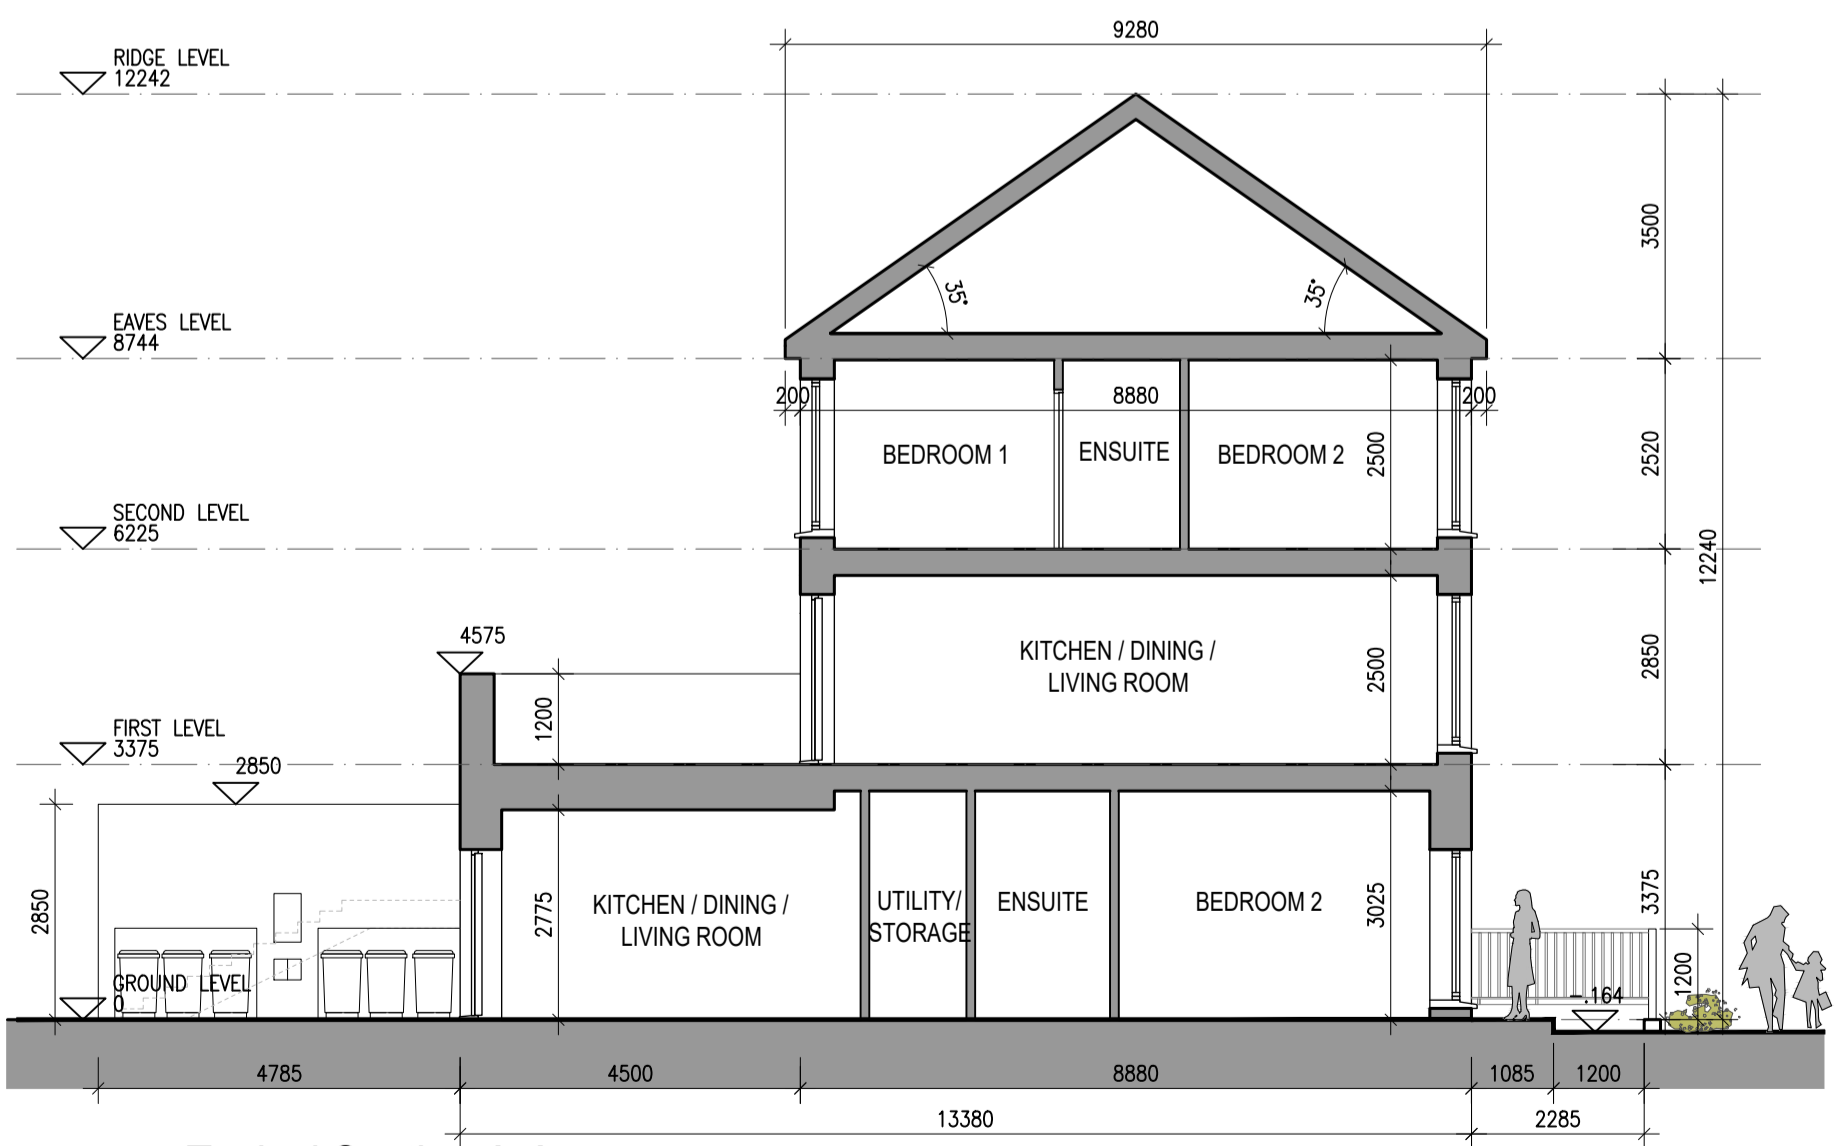 9280
RIDGE LEVEL
12242
3500
35°
35°
EAVES LEVEL
8744
200
8880
200
BEDROOM 1
ENSUITE
BEDROOM 2
2500
2520
SECOND LEVEL
6225
12240
4575
KITCHEN / DINING /
LIVING ROOM
2500
2850
1200
FIRST LEVEL
3375
2850
2850
2775
KITCHEN / DINING /
LIVING ROOM
UTILITY/
STORAGE
ENSUITE
BEDROOM 2
3025
3375
1200
GROUND LEVEL
0
-.164
4785
4500
8880
1085
1200
13380
2285